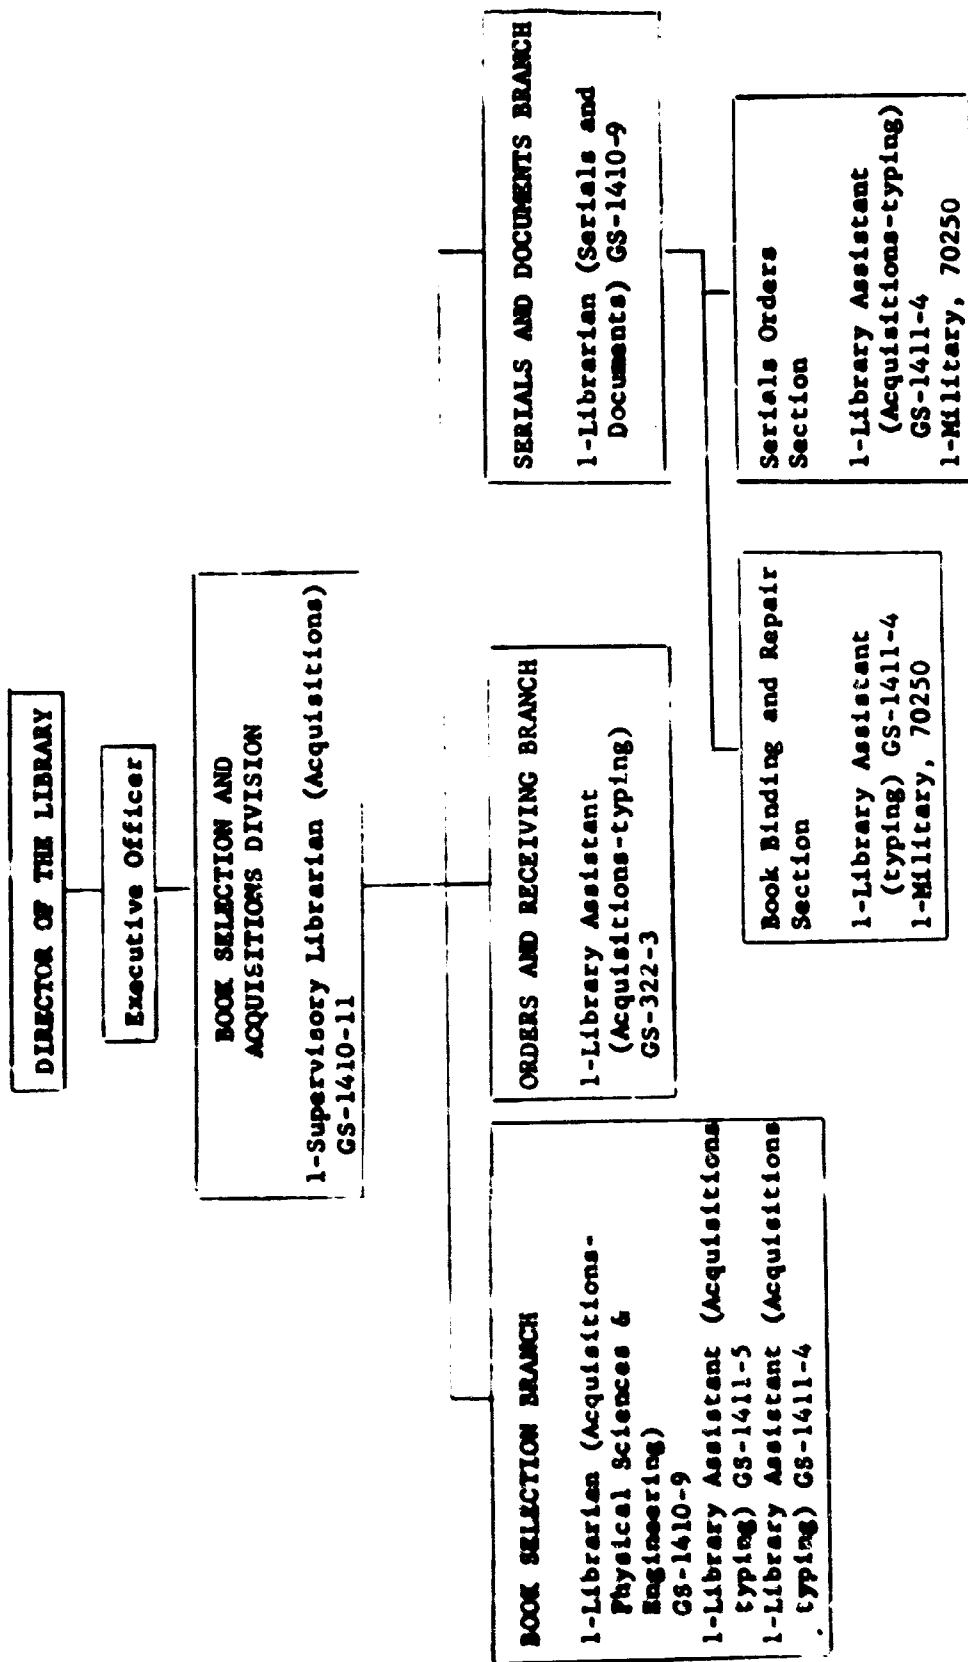 DIRECTOR OF THE LIBRARY
Executive Officer
BOOK SELECTION AND
ACQUISITIONS DIVISION
1-Supervisory Librarian (Acquisitions)
GS-1410-11
BOOK SELECTION BRANCH
1-Librarian (Acquisitions-
Physical Sciences &
Engineering)
GS-1410-9
1-Library Assistant (Acquisitions
typing) GS-1411-5
1-Library Assistant (Acquisitions
typing) GS-1411-4
ORDERS AND RECEIVING BRANCH
1-Library Assistant
(Acquisitions-typing)
GS-322-3
SERIALS AND DOCUMENTS BRANCH
1-Librarian (Serials and
Documents) GS-1410-9
Book Binding and Repair
Section
1-Library Assistant
(typing) GS-1411-4
1-Military, 70250
Serials Orders
Section
1-Library Assistant
(Acquisitions-typing)
GS-1411-4
1-Military, 70250